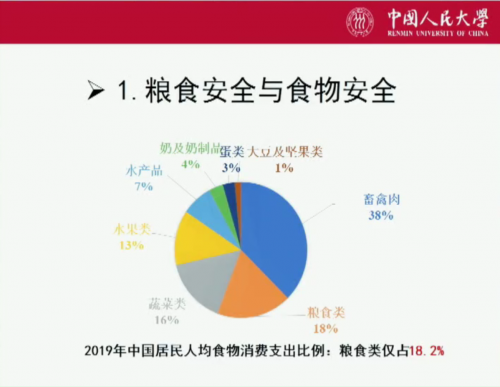 中国人民大学
RENMIN UNIVERSITY OF CHINA
➢ 1.粮食安全与食物安全
奶及奶制品
4%
蛋类
3%
大豆及坚果类
1%
水产品
7%
畜禽肉
38%
水果类
13%
蔬菜类
16%
粮食类
18%
2019年中国居民人均食物消费支出比例：粮食类仅占18.2%